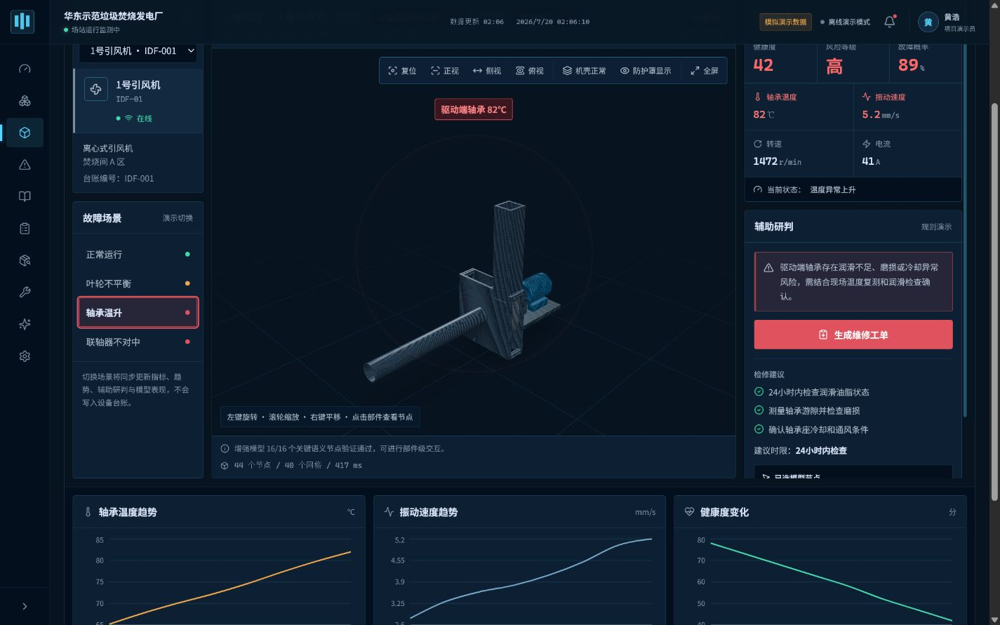 华东示范垃圾焚烧发电厂
场站运行监测中
数据更新 02:06 2026/7/20 02:06:10
模拟演示数据
离线演示模式
黄
黄浩
项目演示员
1号引风机 • IDF-001
1号引风机
IDF-01
在线
离心式引风机
焚烧间 A 区
台账编号：IDF-001
故障场景
演示切换
正常运行
叶轮不平衡
轴承温升
联轴器不对中
切换场景将同步更新指标、趋
势、辅助研判与模型表现，不会
写入设备台账。
复位
正视
侧视
俯视
机壳正常
防护罩显示
全屏
驱动端轴承 82℃
左键旋转 • 滚轮缩放 • 右键平移 • 点击部件查看节点
增强模型 16/16 个关键语义节点验证通过，可进行部件级交互。
44 个节点 / 40 个网格 / 417 ms
健康度
风险等级
故障概率
42
高
89%
轴承温度
振动速度
82℃
5.2mm/s
转速
电流
1472r/min
41A
当前状态： 温度异常上升
辅助研判
规则演示
驱动端轴承存在润滑不足、磨损或冷却异常
风险，需结合现场温度复测和润滑检查确
认。
生成维修工单
检修建议
24小时内检查润滑油脂状态
测量轴承游隙并检查磨损
确认轴承座冷却和通风条件
建议时限：24小时内检查
已选模型节点
轴承温度趋势
℃
85
80
75
70
65
振动速度趋势
mm/s
5.2
4.55
3.9
3.25
2.6
健康度变化
分
80
70
60
50
40